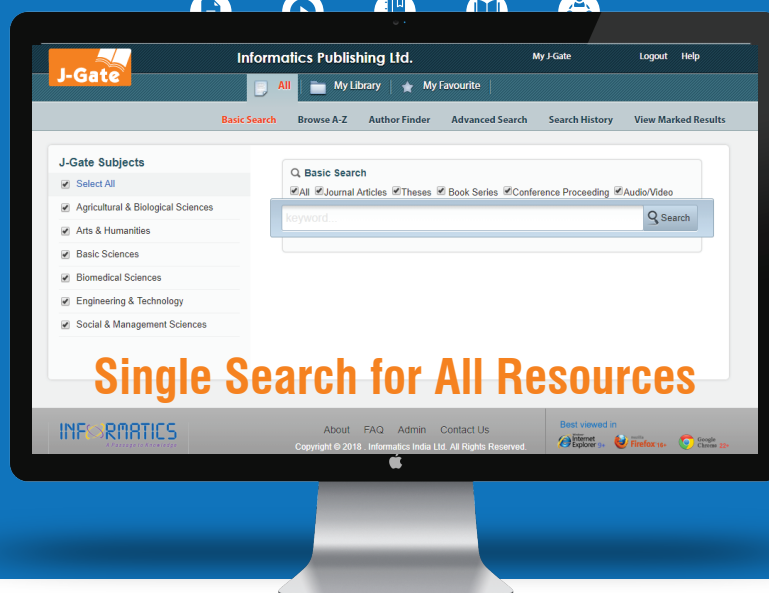 J-Gate
Informatics Publishing Ltd.
My J-Gate
Logout
Help
All
My Library
My Favourite
Basic Search
Browse A-Z
Author Finder
Advanced Search
Search History
View Marked Results
J-Gate Subjects
Select All
Agricultural & Biological Sciences
Arts & Humanities
Basic Sciences
Biomedical Sciences
Engineering & Technology
Social & Management Sciences
Basic Search
All Journal Articles Theses Book Series Conference Proceeding Audio/Video
keyword...
Search
Single Search for All Resources
INFORMATICS
A Passage to Knowledge
About FAQ Admin Contact Us
Copyright © 2018 . Informatics India Ltd. All Rights Reserved.
Best viewed in
Internet
Explorer 9+
Firefox 16+
Google
Chrome 22+